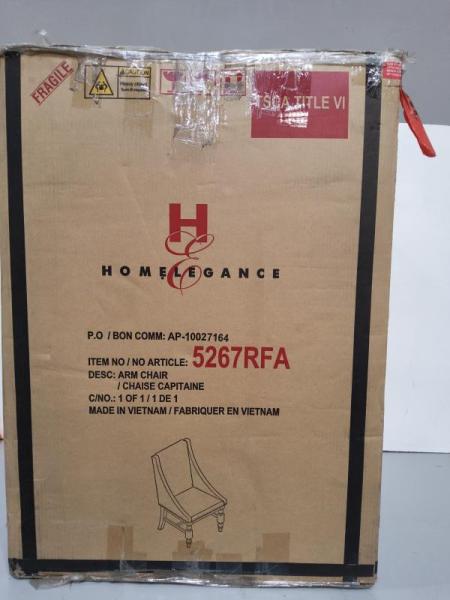 FRAGILE
CAUTION
TSCA TITLE VI
H
E
HOMELEGANCE
P.O / BON COMM: AP-10027164
ITEM NO / NO ARTICLE: 5267RFA
DESC: ARM CHAIR
/ CHAISE CAPITAINE
C/NO.: 1 OF 1 / 1 DE 1
MADE IN VIETNAM / FABRIQUER EN VIETNAM